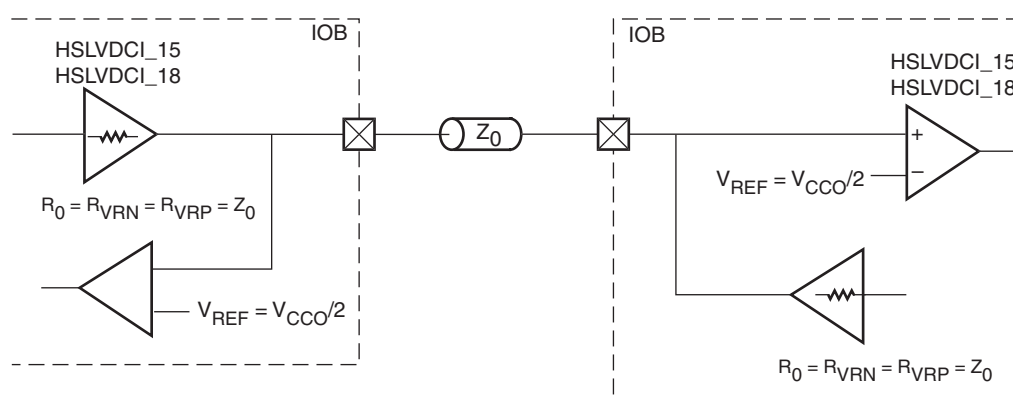 IOB
HSLVDCI_15
HSLVDCI_18
R0 = RVRN = RVRP = Z0
VREF = VCCO/2
Z0
IOB
HSLVDCI_15
HSLVDCI_18
+
VREF = VCCO/2
–
R0 = RVRN = RVRP = Z0